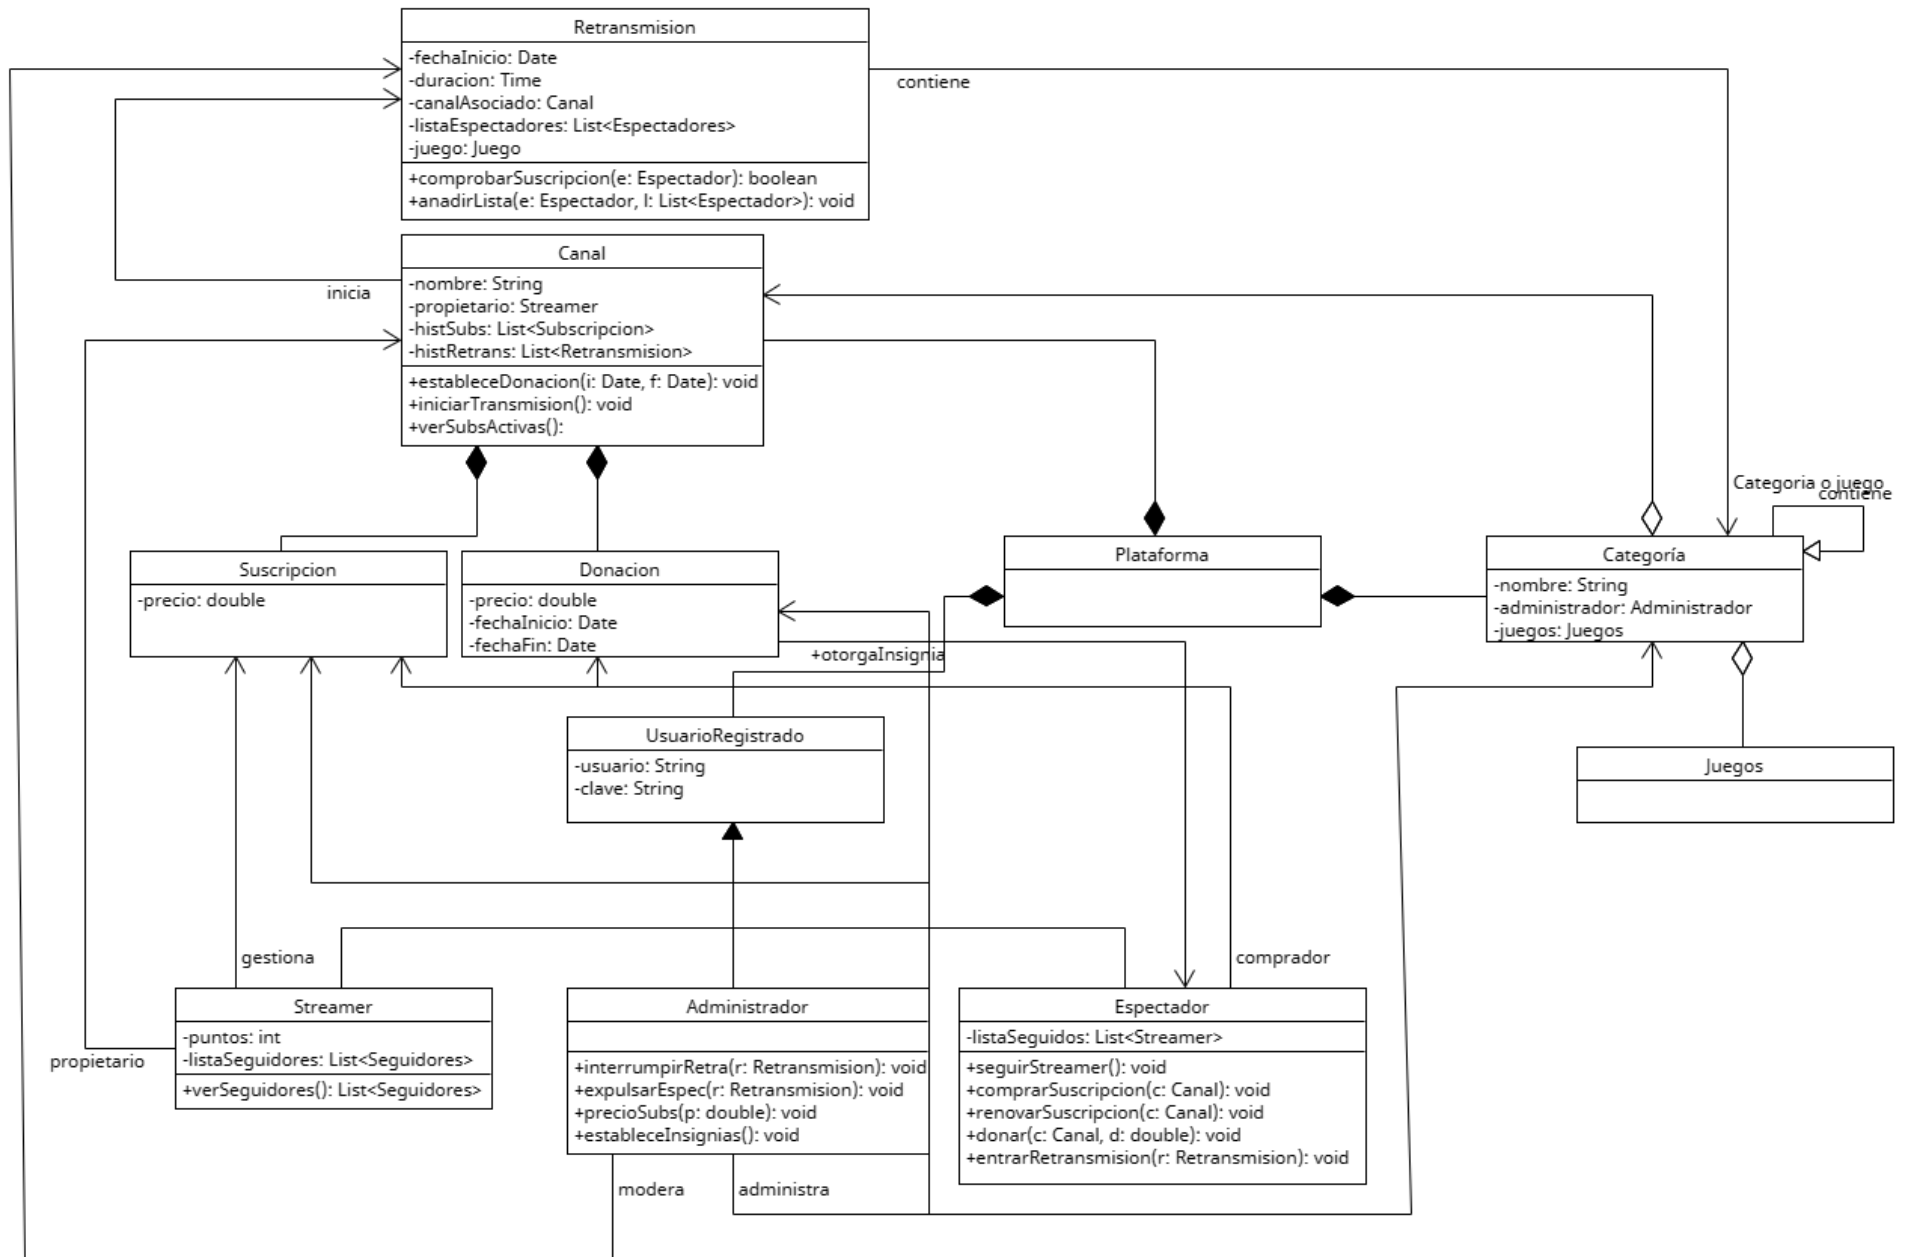 Retransmision
-fechaInicio: Date
-duracion: Time
-canalAsociado: Canal
-listaEspectadores: List<Espectadores>
-juego: Juego
+comprobarSuscripcion(e: Espectador): boolean
+anadirLista(e: Espectador, l: List<Espectador>): void
contiene
Canal
-nombre: String
-propietario: Streamer
-histSubs: List<Subscripcion>
-histRetrans: List<Retransmision>
+estableceDonacion(i: Date, f: Date): void
+iniciarTransmision(): void
+verSubsActivas():
inicia
Categoria o juego
contiene
Suscripcion
-precio: double
Donacion
-precio: double
-fechaInicio: Date
-fechaFin: Date
Plataforma
Categoría
-nombre: String
-administrador: Administrador
-juegos: Juegos
+otorgaInsignia
UsuarioRegistrado
-usuario: String
-clave: String
Juegos
gestiona
comprador
Streamer
-puntos: int
-listaSeguidores: List<Seguidores>
+verSeguidores(): List<Seguidores>
propietario
Administrador
+interrumpirRetra(r: Retransmision): void
+expulsarEspec(r: Retransmision): void
+precioSubs(p: double): void
+estableceInsignias(): void
Espectador
-listaSeguidos: List<Streamer>
+seguirStreamer(): void
+comprarSuscripcion(c: Canal): void
+renovarSuscripcion(c: Canal): void
+donar(c: Canal, d: double): void
+entrarRetransmision(r: Retransmision): void
modera
administra